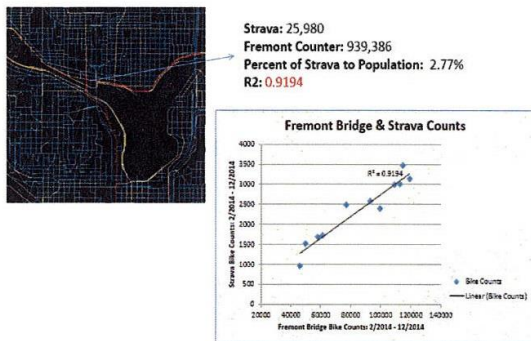 Strava: 25,980
Fremont Counter: 939,386
Percent of Strava to Population: 2.77%
R2: 0.9194
Fremont Bridge & Strava Counts
R² = 0.9194
Strava Bike Counts: 2/2014 - 12/2014
4000
3500
3000
2500
2000
1500
1000
500
0
20000 40000 60000 80000 100000 120000 140000
Fremont Bridge Bike Counts: 2/2014 - 12/2014
Bike Counts
Linear (Bike Counts)